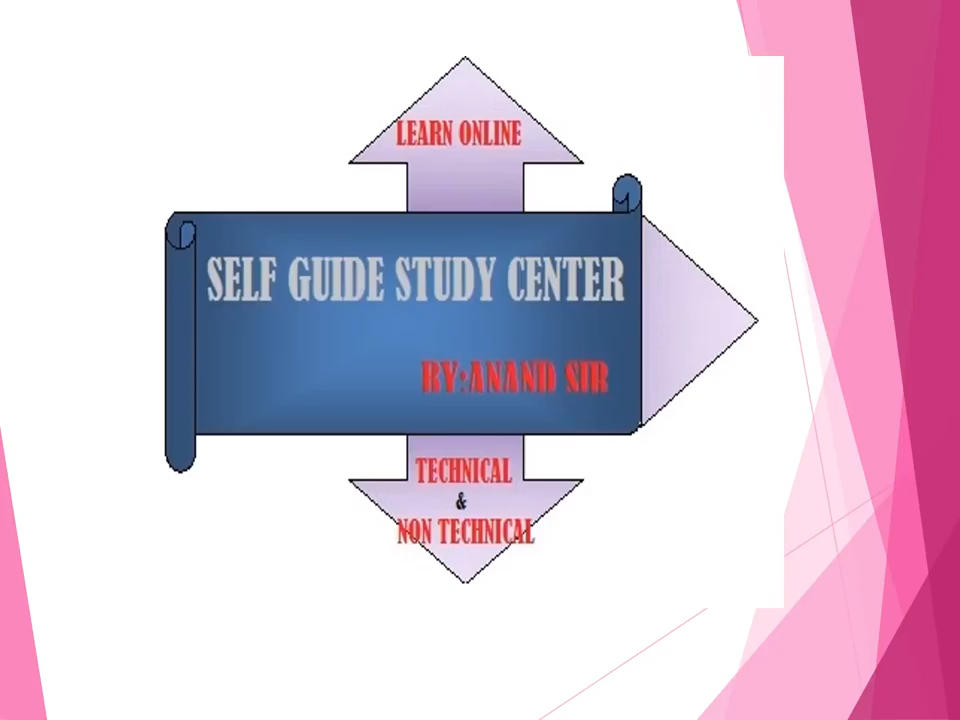 LEARN ONLINE
SELF GUIDE STUDY CENTER
BY:ANAND SIR
TECHNICAL
&
NON TECHNICAL